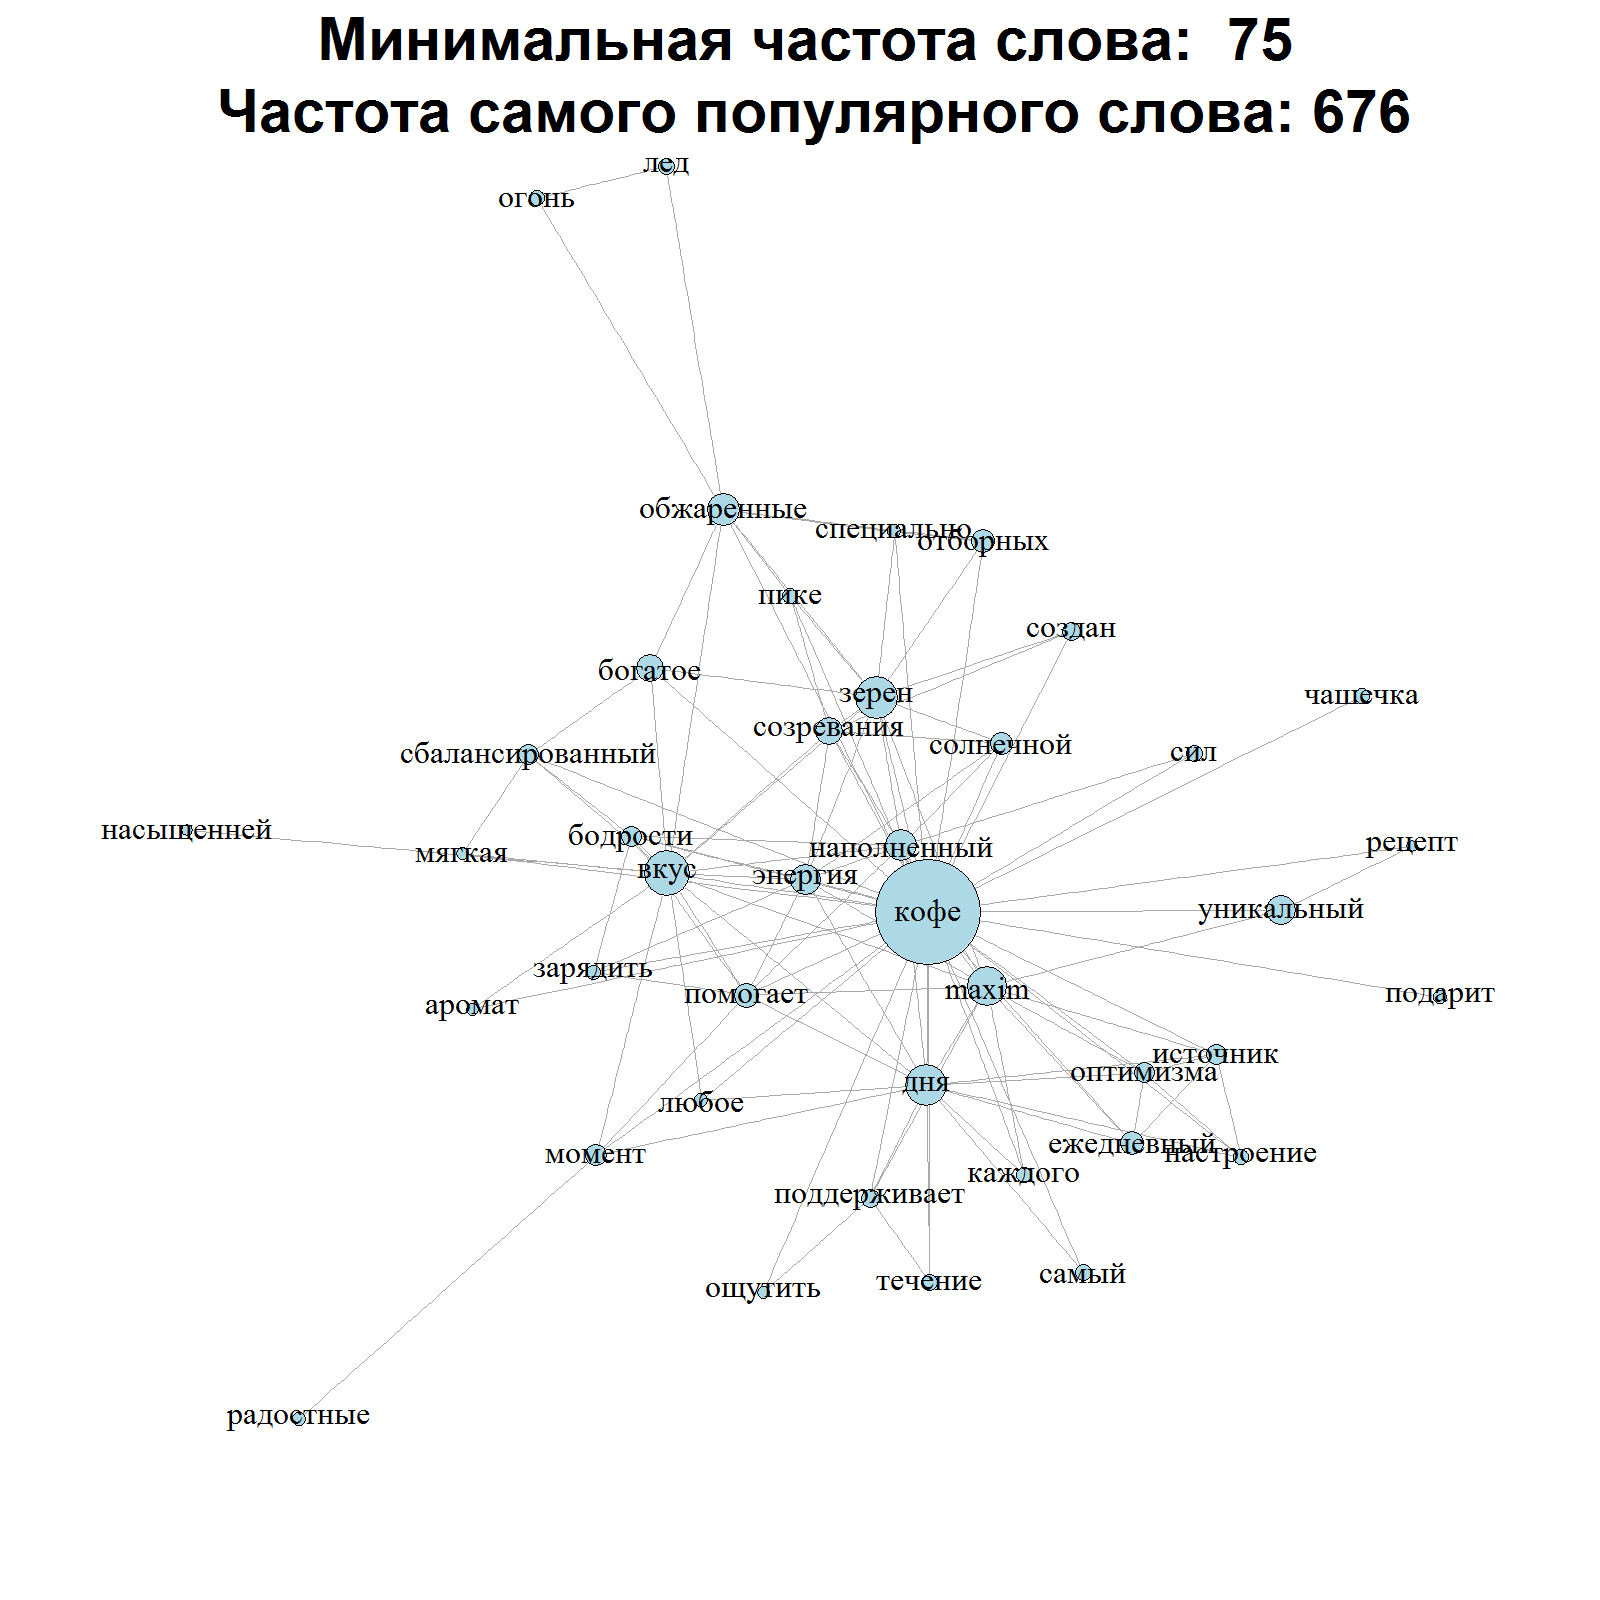 Минимальная частота слова: 75
Частота самого популярного слова: 676
лед
огонь
обжаренные
специально
отборных
пике
создан
богатое
зерен
чашечка
созревания
солнечной
сбалансированный
сил
насыщенней
бодрости
рецепт
мягкая
наполненный
вкус
энергия
кофе
уникальный
зарядить
помогает
maxim
подарит
аромат
источник
оптимизма
дня
любое
ежедневный
настроение
момент
каждого
поддерживает
самый
течение
ощутить
радостные